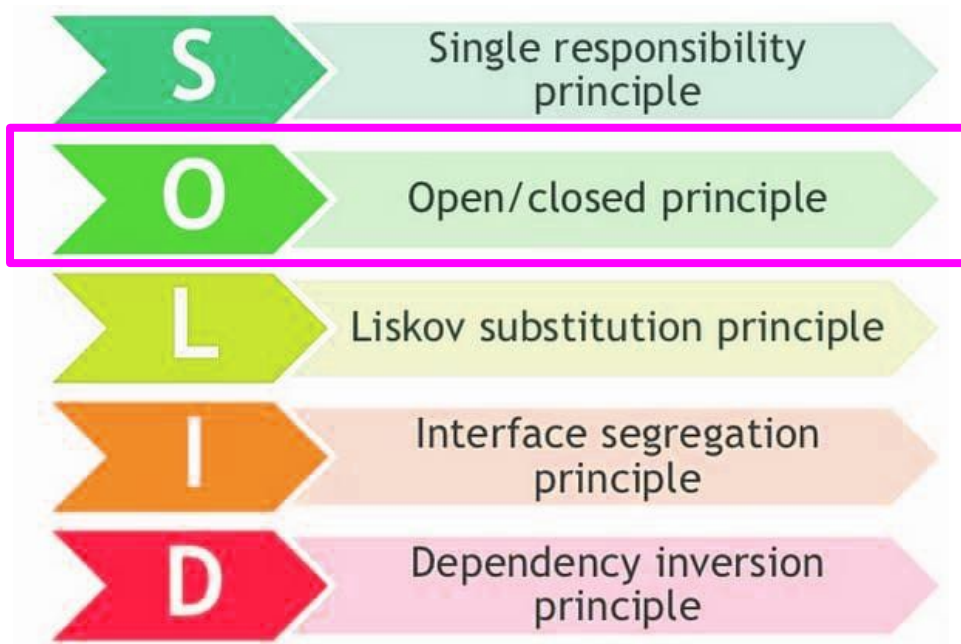 S
Single responsibility
principle
O
Open/closed principle
L
Liskov substitution principle
I
Interface segregation
principle
D
Dependency inversion
principle